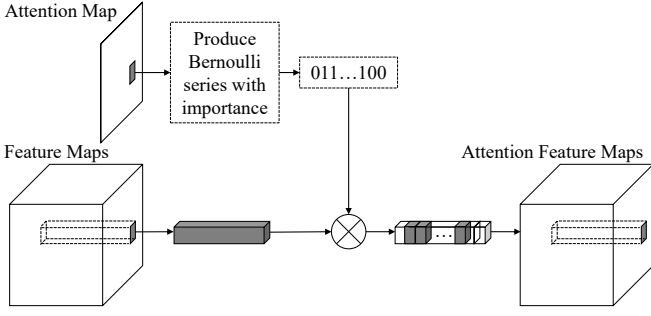 Attention Map
Produce
Bernoulli
series with
importance
011...100
Feature Maps
Attention Feature Maps
...